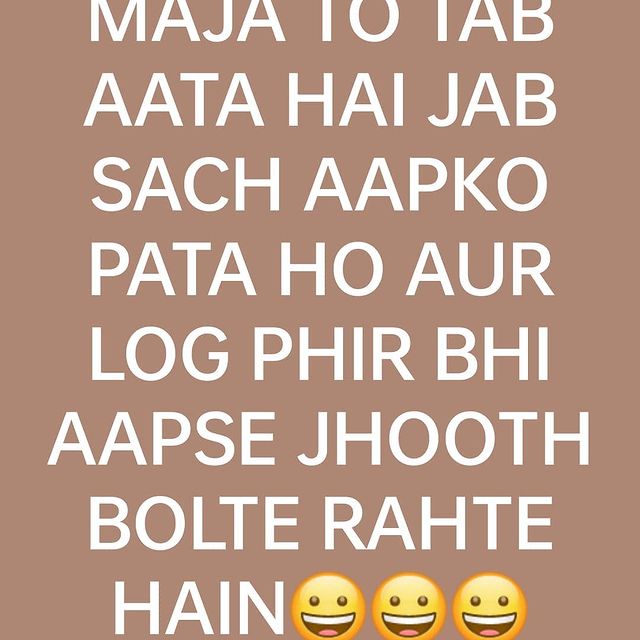 MAJA TO TAB
AATA HAI JAB
SACH AAPKO
PATA HO AUR
LOG PHIR BHI
AAPSE JHOOTH
BOLTE RAHTE
HAIN😀😀😀